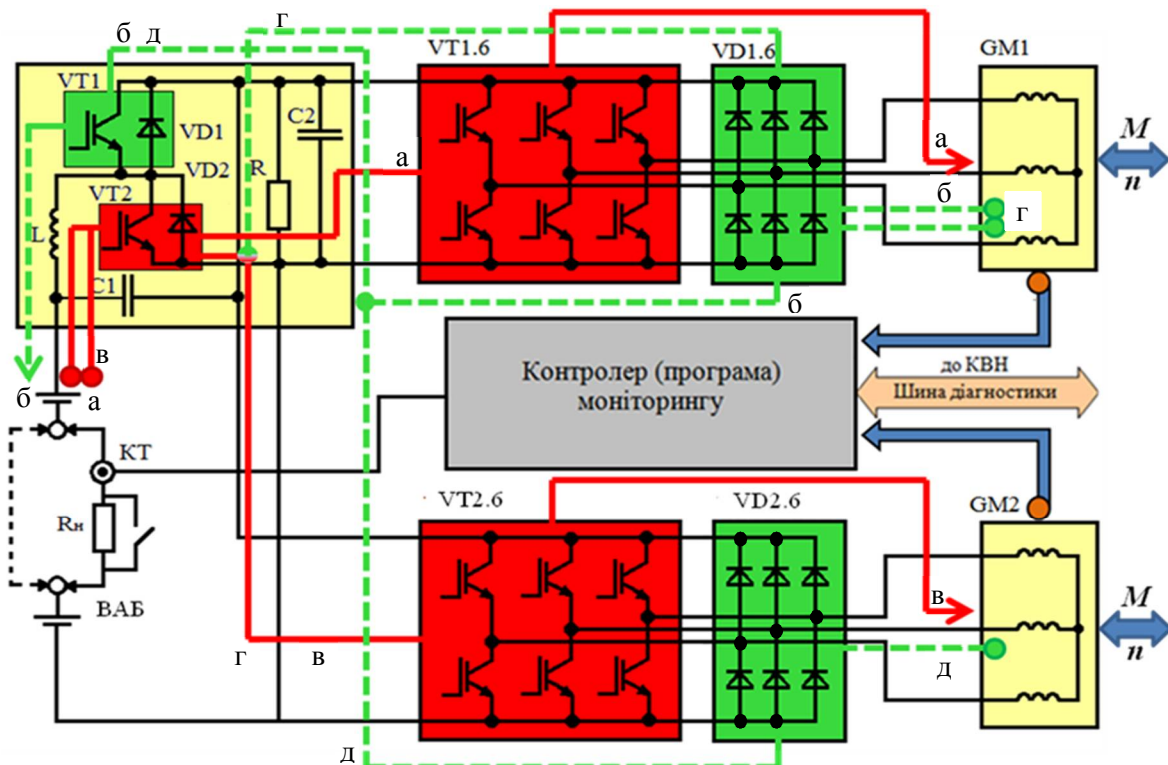 б д
г
VT1.6
VD1.6
GM1
VT1
VD1
C2
VD2
R
а
а
M
n
VT2
б
г
L
C1
б
в
б
а
Контролер (програма)
моніторингу
до КВН
Шина діагностики
КТ
VT2.6
VD2.6
GM2
Rн
ВАБ
в
M
n
г
в
д
д